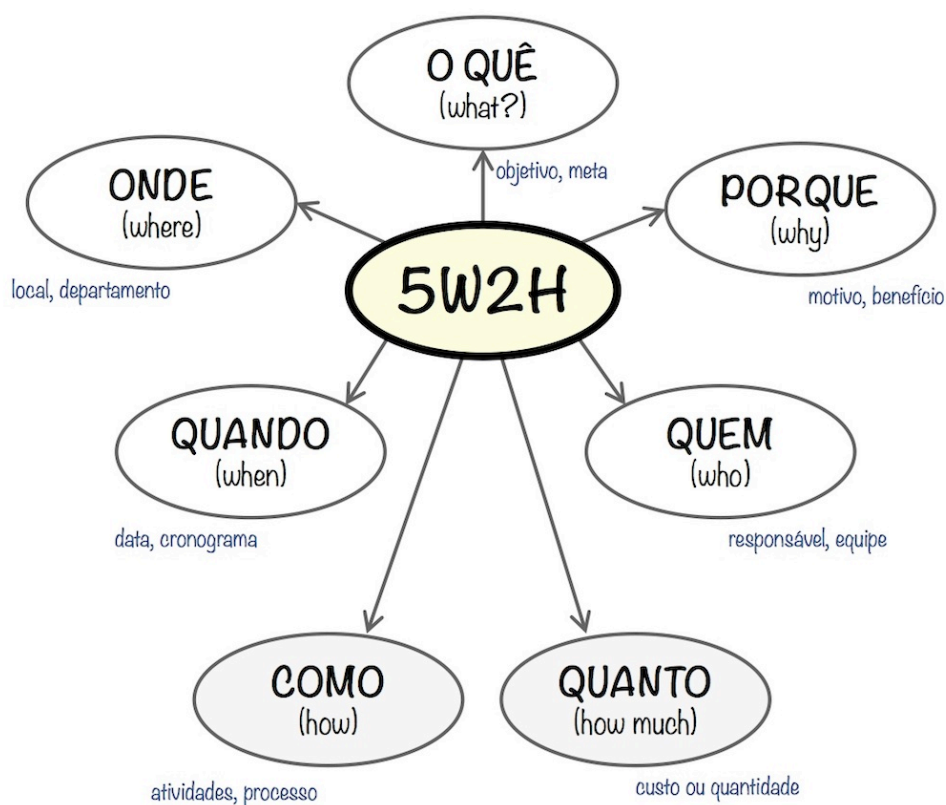 O QUÊ
(what?)
objetivo, meta
ONDE
(where)
local, departamento
PORQUE
(why)
motivo, benefício
5W2H
QUANDO
(when)
data, cronograma
QUEM
(who)
responsável, equipe
COMO
(how)
atividades, processo
QUANTO
(how much)
custo ou quantidade